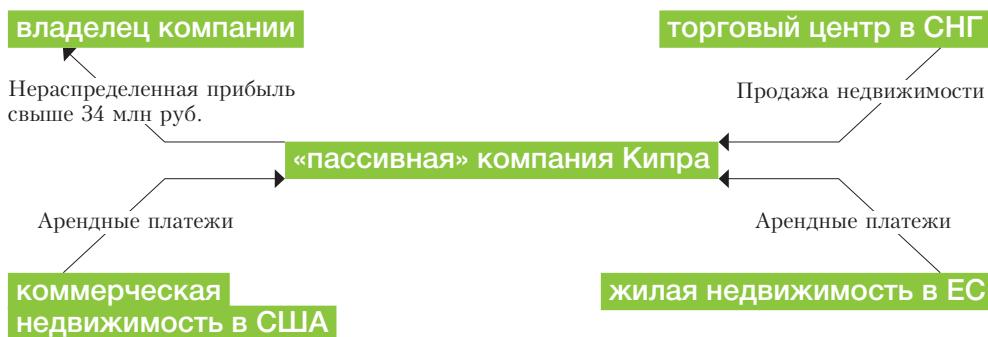 владелец компании
торговый центр в СНГ
Нераспределенная прибыль
свыше 34 млн руб.
Продажа недвижимости
«пассивная» компания Кипра
Арендные платежи
Арендные платежи
коммерческая
недвижимость в США
жилая недвижимость в ЕС